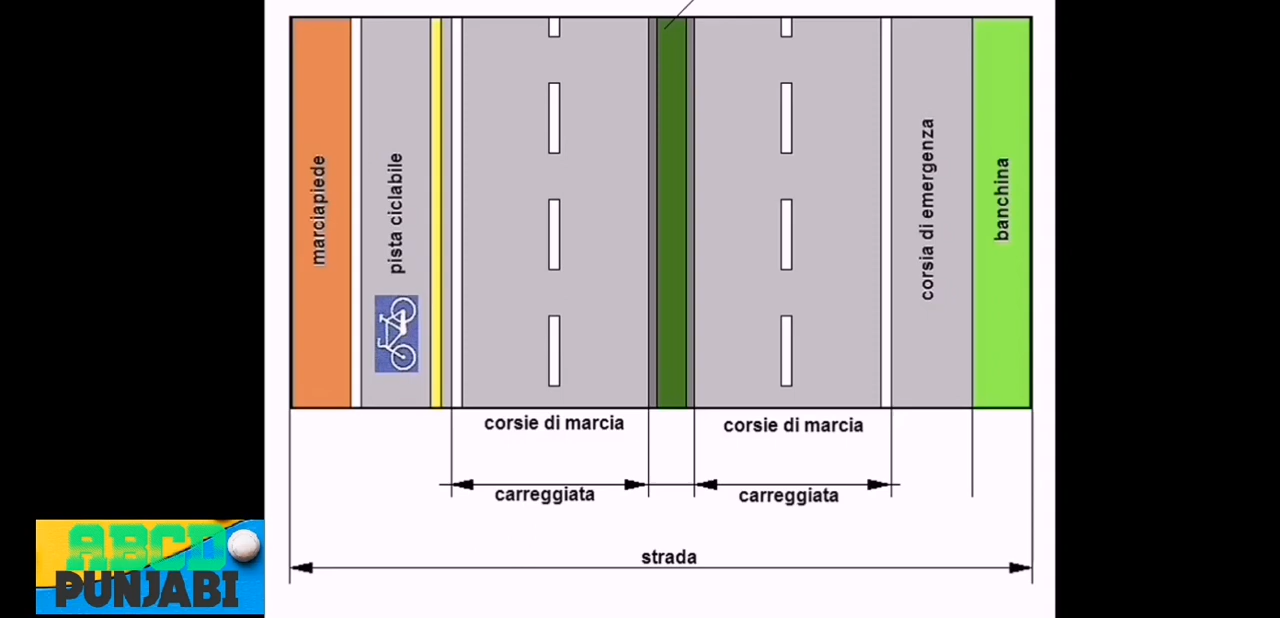 marciapiede
pista ciclabile
corsia di emergenza
banchina
corsie di marcia
corsie di marcia
carreggiata
carreggiata
strada
ABCD
PUNJABI